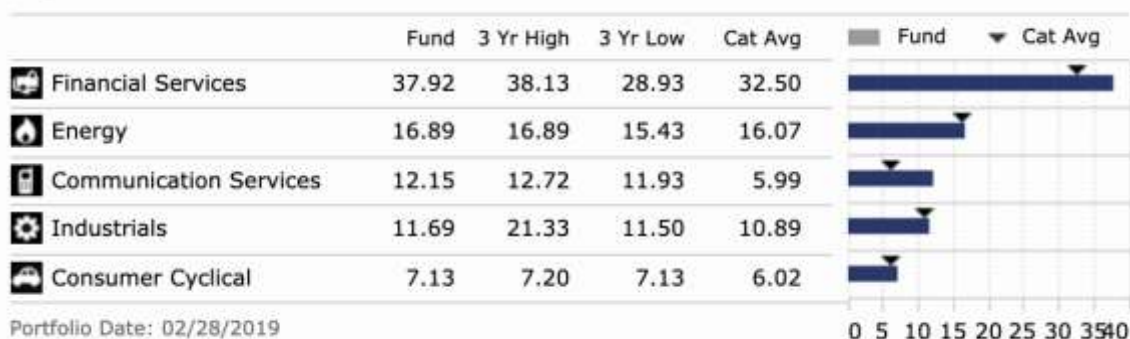 Fund 3 Yr High 3 Yr Low Cat Avg Fund Cat Avg
Financial Services 37.92 38.13 28.93 32.50
Energy 16.89 16.89 15.43 16.07
Communication Services 12.15 12.72 11.93 5.99
Industrials 11.69 21.33 11.50 10.89
Consumer Cyclical 7.13 7.20 7.13 6.02
Portfolio Date: 02/28/2019 0 5 10 15 20 25 30 35 40